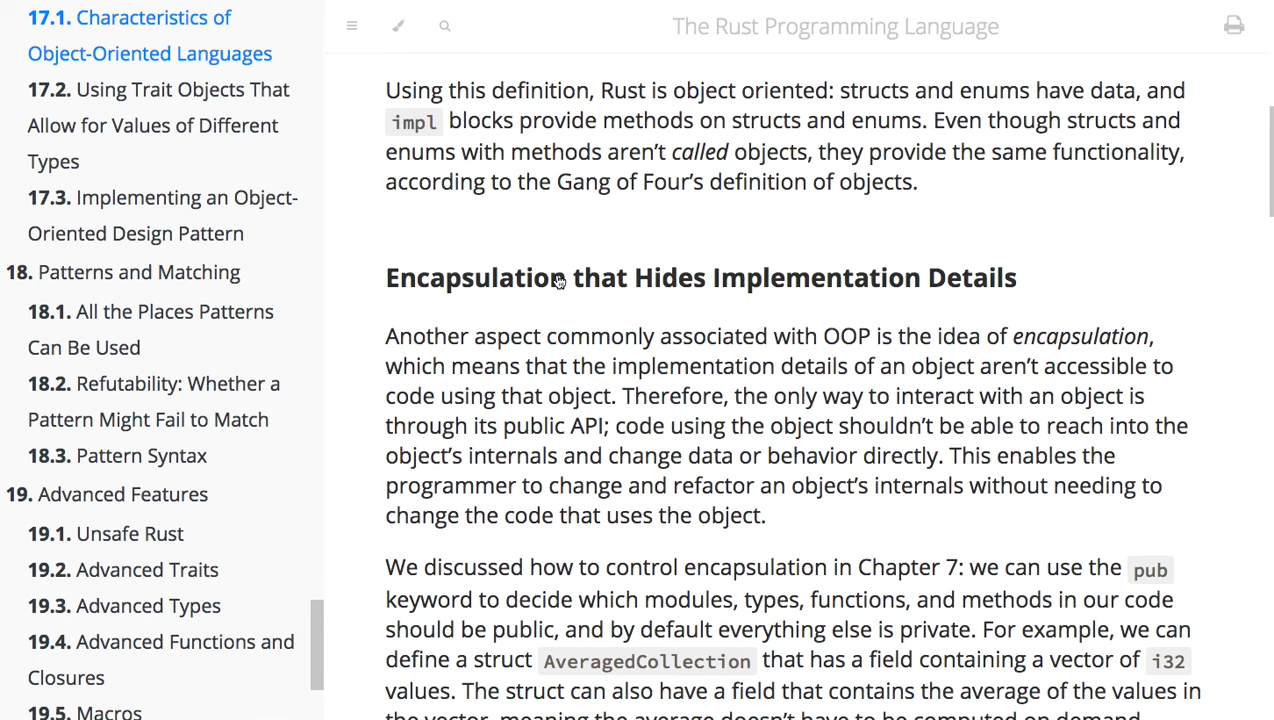 17.1. Characteristics of
Object-Oriented Languages
17.2. Using Trait Objects That
Allow for Values of Different
Types
17.3. Implementing an Object-
Oriented Design Pattern
18. Patterns and Matching
18.1. All the Places Patterns
Can Be Used
18.2. Refutability: Whether a
Pattern Might Fail to Match
18.3. Pattern Syntax
19. Advanced Features
19.1. Unsafe Rust
19.2. Advanced Traits
19.3. Advanced Types
19.4. Advanced Functions and
Closures
19.5. Macros
The Rust Programming Language
Using this definition, Rust is object oriented: structs and enums have data, and
impl blocks provide methods on structs and enums. Even though structs and
enums with methods aren’t called objects, they provide the same functionality,
according to the Gang of Four’s definition of objects.
Encapsulation that Hides Implementation Details
Another aspect commonly associated with OOP is the idea of encapsulation,
which means that the implementation details of an object aren’t accessible to
code using that object. Therefore, the only way to interact with an object is
through its public API; code using the object shouldn’t be able to reach into the
object’s internals and change data or behavior directly. This enables the
programmer to change and refactor an object’s internals without needing to
change the code that uses the object.
We discussed how to control encapsulation in Chapter 7: we can use the pub
keyword to decide which modules, types, functions, and methods in our code
should be public, and by default everything else is private. For example, we can
define a struct AveragedCollection that has a field containing a vector of i32
values. The struct can also have a field that contains the average of the values in
the vector, meaning the average doesn’t have to be computed on demand